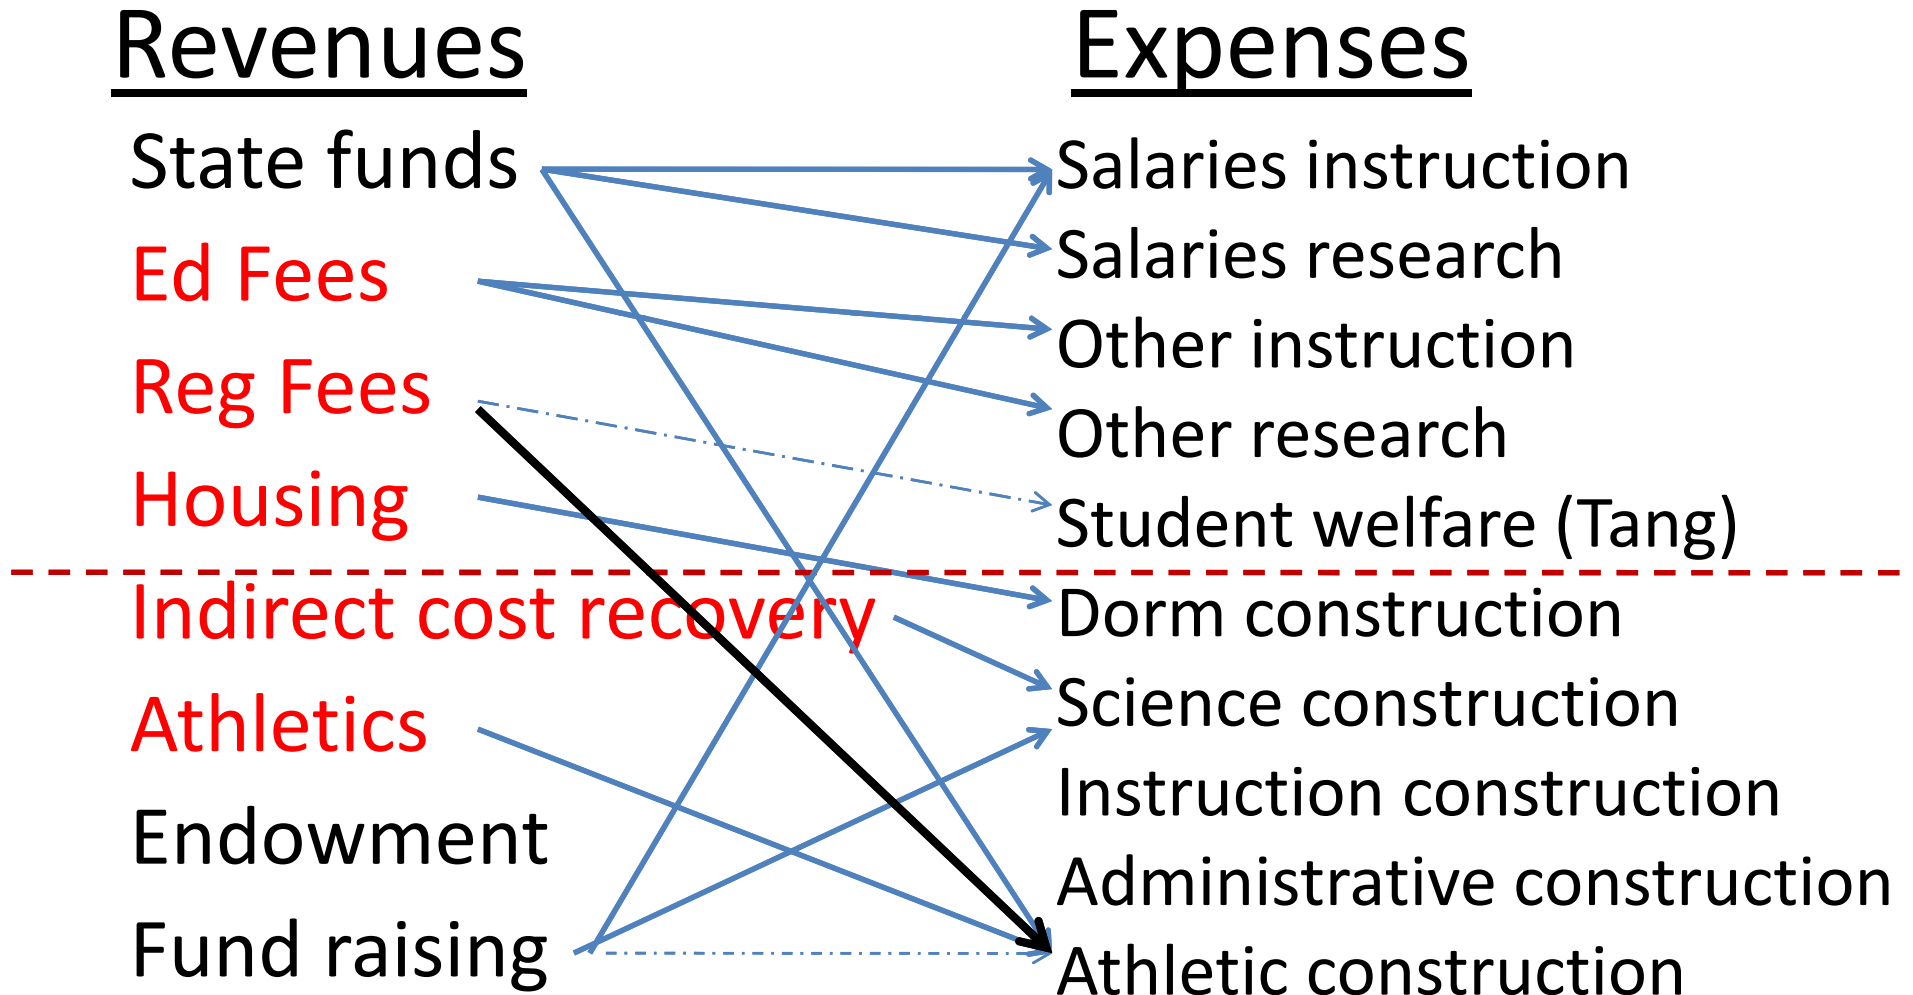 Revenues
State funds
Ed Fees
Reg Fees
Housing
Indirect cost recovery
Athletics
Endowment
Fund raising
Expenses
Salaries instruction
Salaries research
Other instruction
Other research
Student welfare (Tang)
Dorm construction
Science construction
Instruction construction
Administrative construction
Athletic construction